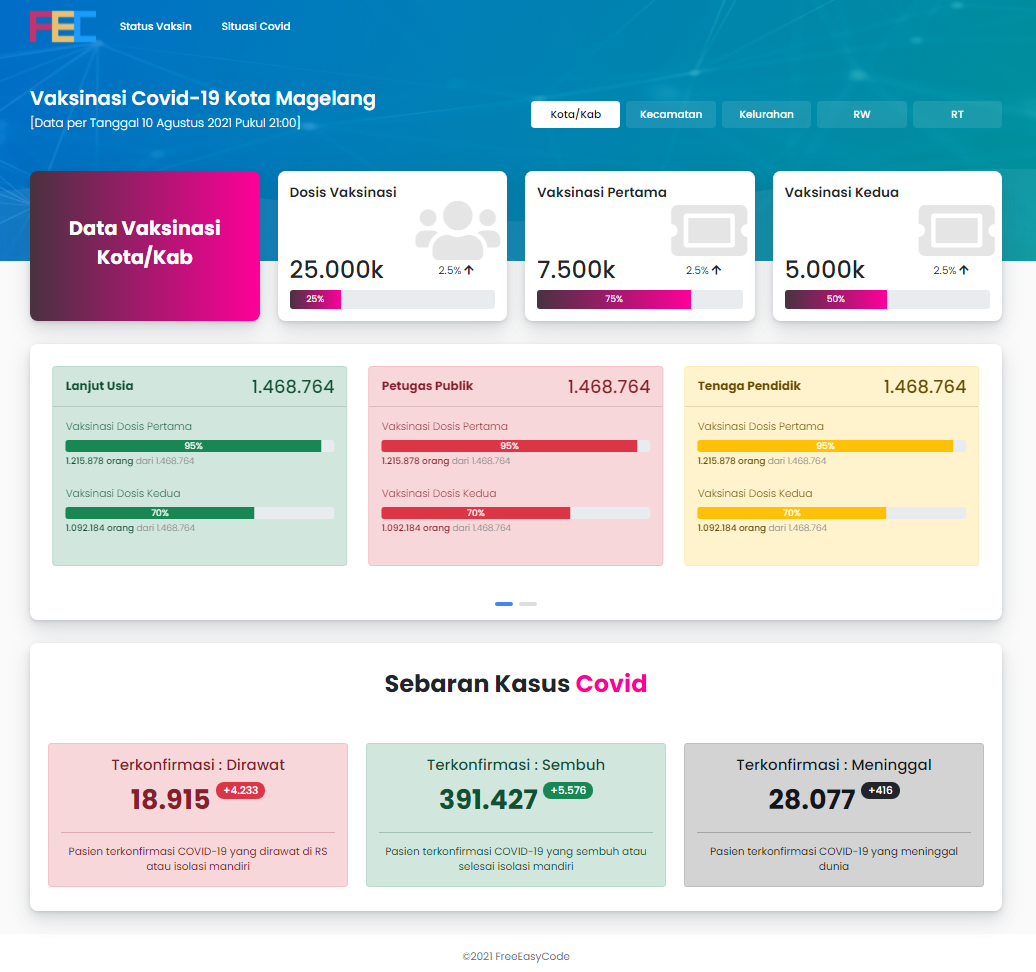 FEC
Status Vaksin
Situasi Covid
Vaksinasi Covid-19 Kota Magelang
[Data per Tanggal 10 Agustus 2021 Pukul 21:00]
Kota/Kab
Kecamatan
Kelurahan
RW
RT
Data Vaksinasi
Kota/Kab
Dosis Vaksinasi
25.000k
2.5%
25%
Vaksinasi Pertama
7.500k
2.5%
75%
Vaksinasi Kedua
5.000k
2.5%
50%
Lanjut Usia
1.468.764
Vaksinasi Dosis Pertama
95%
1.215.878 orang dari 1.468.764
Vaksinasi Dosis Kedua
70%
1.092.184 orang dari 1.468.764
Petugas Publik
1.468.764
Vaksinasi Dosis Pertama
95%
1.215.878 orang dari 1.468.764
Vaksinasi Dosis Kedua
70%
1.092.184 orang dari 1.468.764
Tenaga Pendidik
1.468.764
Vaksinasi Dosis Pertama
95%
1.215.878 orang dari 1.468.764
Vaksinasi Dosis Kedua
70%
1.092.184 orang dari 1.468.764
Sebaran Kasus Covid
Terkonfirmasi : Dirawat
18.915 +4.233
Pasien terkonfirmasi COVID-19 yang dirawat di RS
atau isolasi mandiri
Terkonfirmasi : Sembuh
391.427 +5.576
Pasien terkonfirmasi COVID-19 yang sembuh atau
selesai isolasi mandiri
Terkonfirmasi : Meninggal
28.077 +416
Pasien terkonfirmasi COVID-19 yang meninggal
dunia
©2021 FreeEasyCode